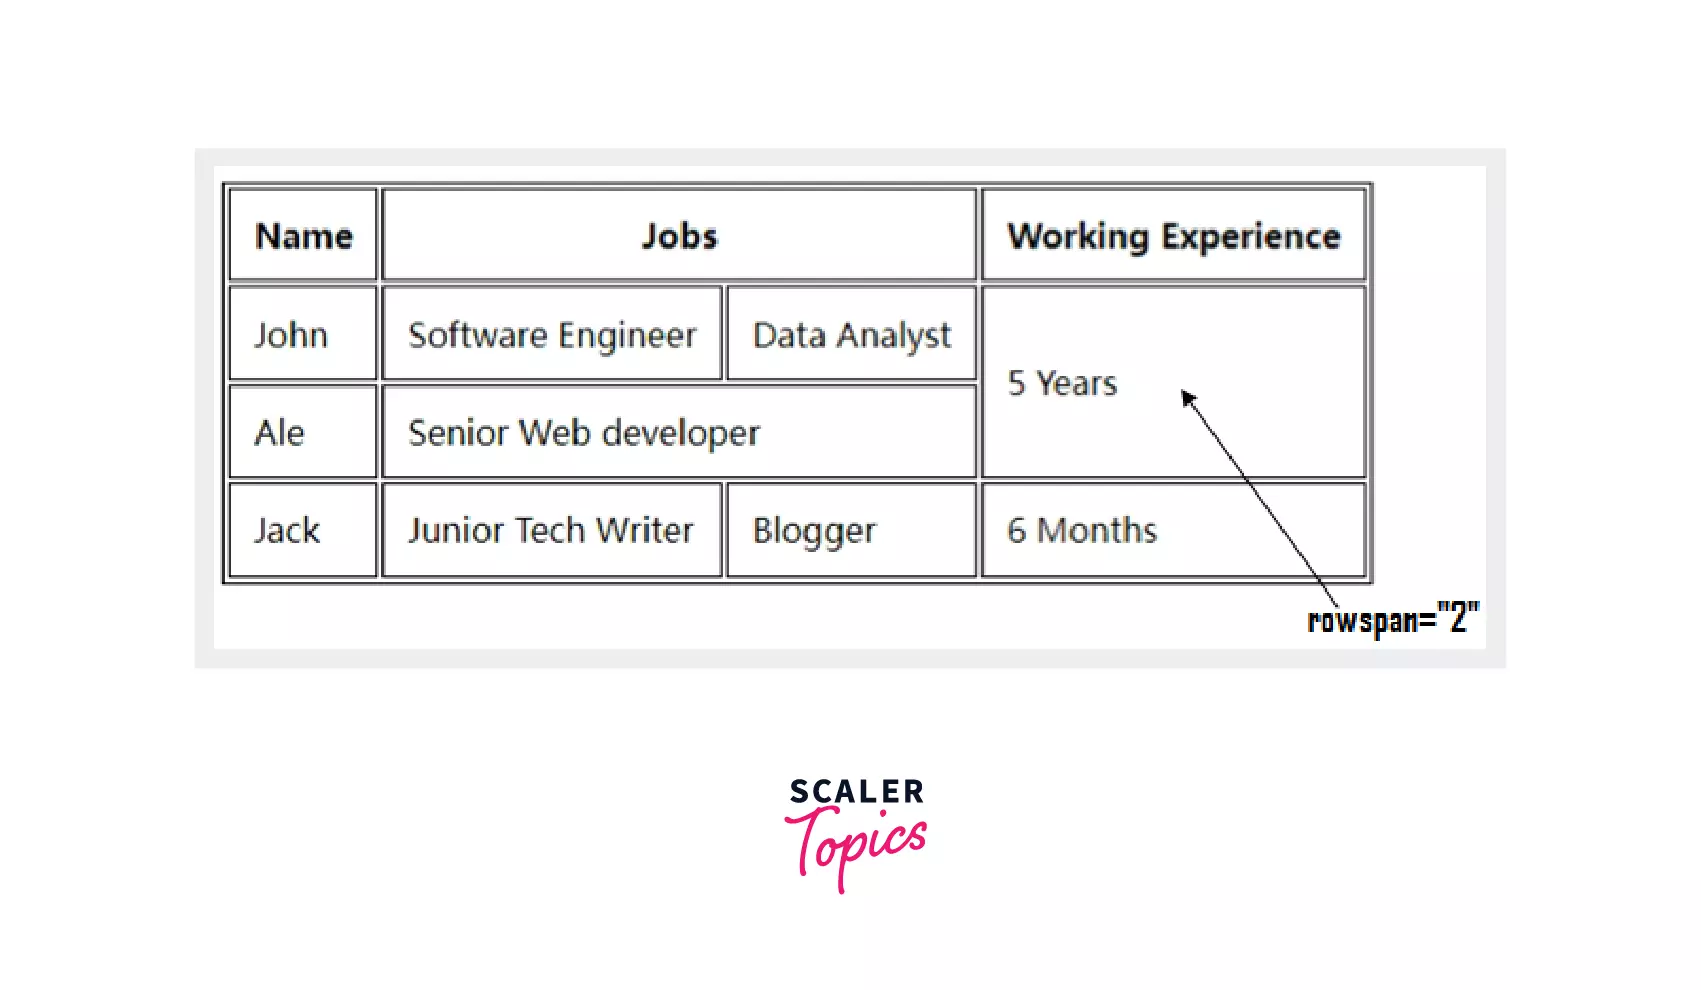 Name Jobs Working Experience
John Software Engineer Data Analyst
5 Years
Ale Senior Web developer
Jack Junior Tech Writer Blogger 6 Months
rowspan="2"
SCALER
Topics